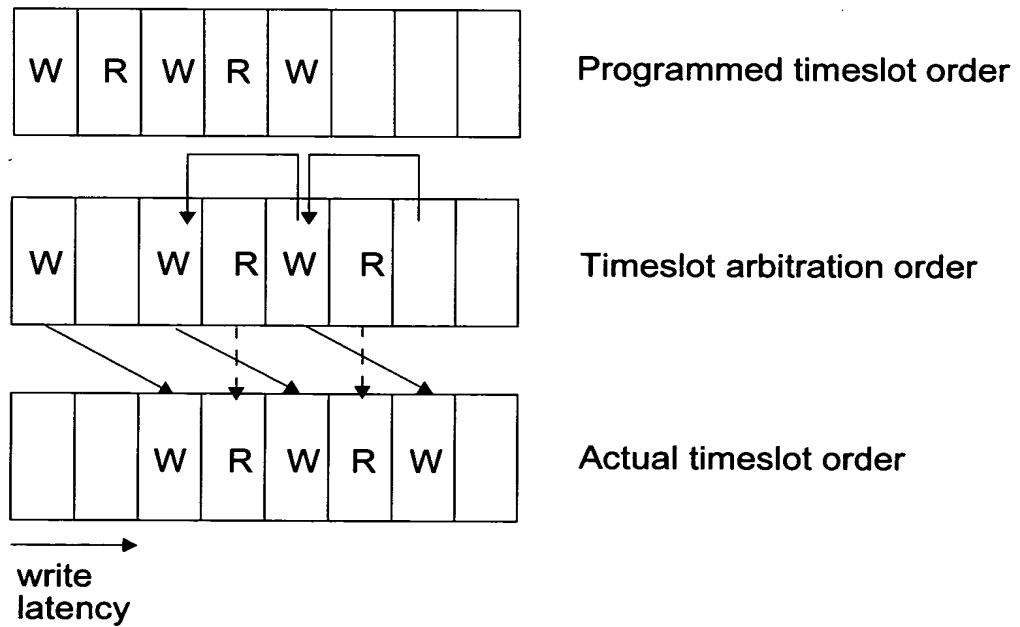 W R W R W Programmed timeslot order
W W R W R Timeslot arbitration order
W R W R W Actual timeslot order
write
latency